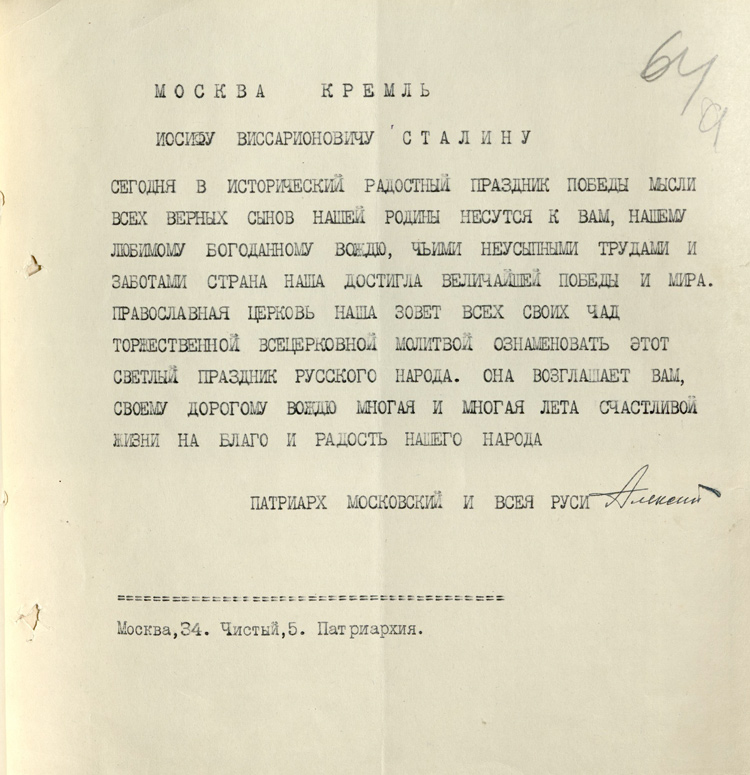 64
МОСКВА КРЕМЛЬ
ИОСИФУ ВИССАРИОНОВИЧУ СТАЛИНУ
СЕГОДНЯ В ИСТОРИЧЕСКИЙ РАДОСТНЫЙ ПРАЗДНИК ПОБЕДЫ МЫСЛИ
ВСЕХ ВЕРНЫХ СЫНОВ НАШЕЙ РОДИНЫ НЕСУТСЯ К ВАМ, НАШЕМУ
ЛЮБИМОМУ БОГОДАННОМУ ВОЖДЮ, ЧЬИМИ НЕУСЫПНЫМИ ТРУДАМИ И
ЗАБОТАМИ СТРАНА НАША ДОСТИГЛА ВЕЛИЧАЙШЕЙ ПОБЕДЫ И МИРА.
ПРАВОСЛАВНАЯ ЦЕРКОВЬ НАША ЗОВЕТ ВСЕХ СВОИХ ЧАД
ТОРЖЕСТВЕННОЙ ВСЕЦЕРКОВНОЙ МОЛИТВОЙ ОЗНАМЕНОВАТЬ ЭТОТ
СВЕТЛЫЙ ПРАЗДНИК РУССКОГО НАРОДА. ОНА ВОЗГЛАШАЕТ ВАМ,
СВОЕМУ ДОРОГОМУ ВОЖДЮ МНОГАЯ И МНОГАЯ ЛЕТА СЧАСТЛИВОЙ
ЖИЗНИ НА БЛАГО И РАДОСТЬ НАШЕГО НАРОДА
ПАТРИАРХ МОСКОВСКИЙ И ВСЕЯ РУСИ Алексий
=========================================
Москва,34. Чистый,5. Патриархия.